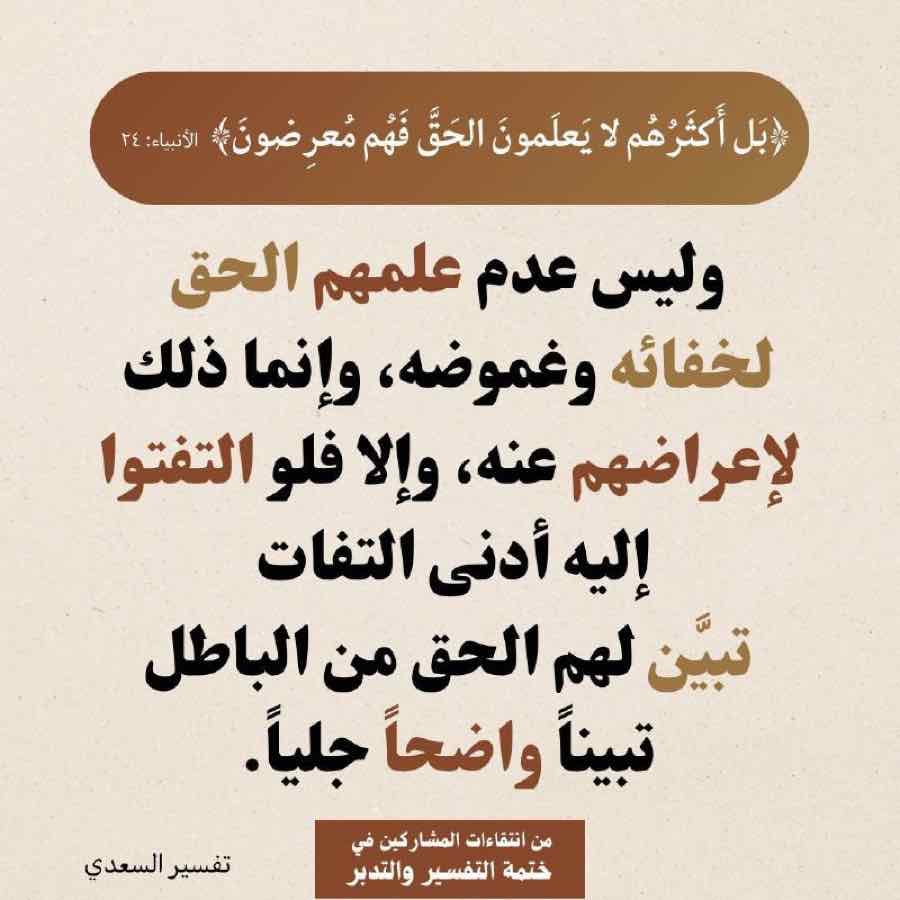 ﴿بَل أَكثَرُهُم لا يَعلَمونَ الحَقَّ فَهُم مُعرِضونَ﴾ الأنبياء: ٢٤
وليس عدم علمهم الحق
لخفائه وغموضه، وإنما ذلك
لإعراضهم عنه، وإلا فلو التفتوا
إليه أدنى التفات
تبيَّن لهم الحق من الباطل
تبيناً واضحاً جلياً.
من انتقاءات المشاركين في
ختمة التفسير والتدبر
تفسير السعدي